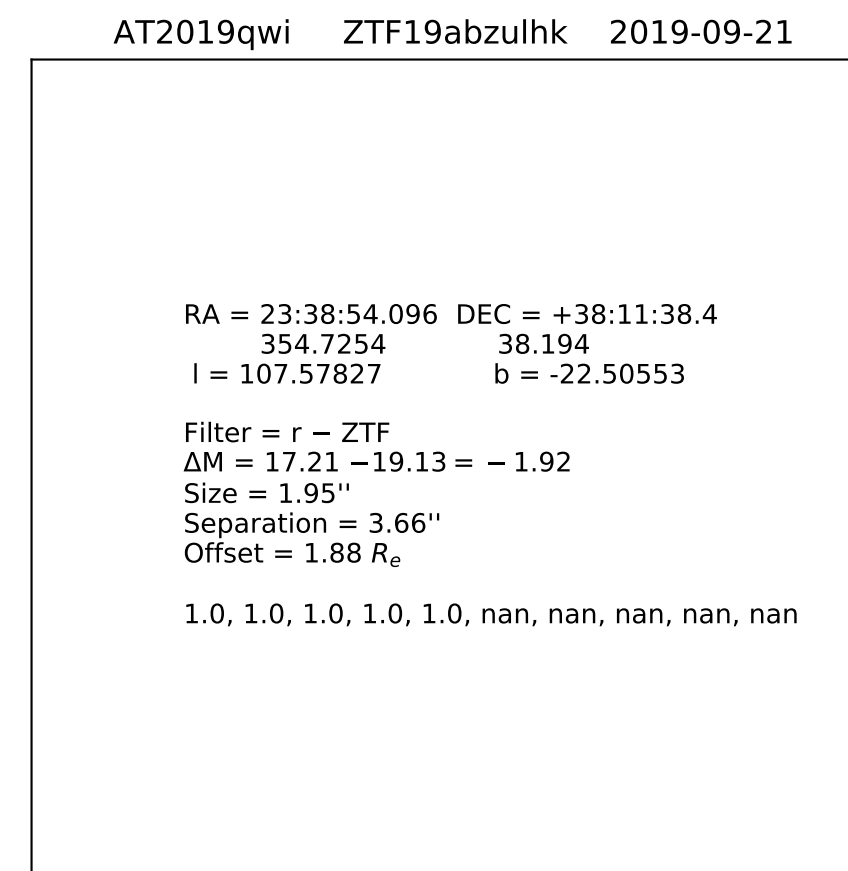 AT2019qwi ZTF19abzulhk 2019-09-21
RA = 23:38:54.096 DEC = +38:11:38.4
354.7254 38.194
l = 107.57827 b = -22.50553
Filter = r − ZTF
ΔM = 17.21 −19.13 = − 1.92
Size = 1.95''
Separation = 3.66''
Offset = 1.88 Rₑ
1.0, 1.0, 1.0, 1.0, 1.0, nan, nan, nan, nan, nan